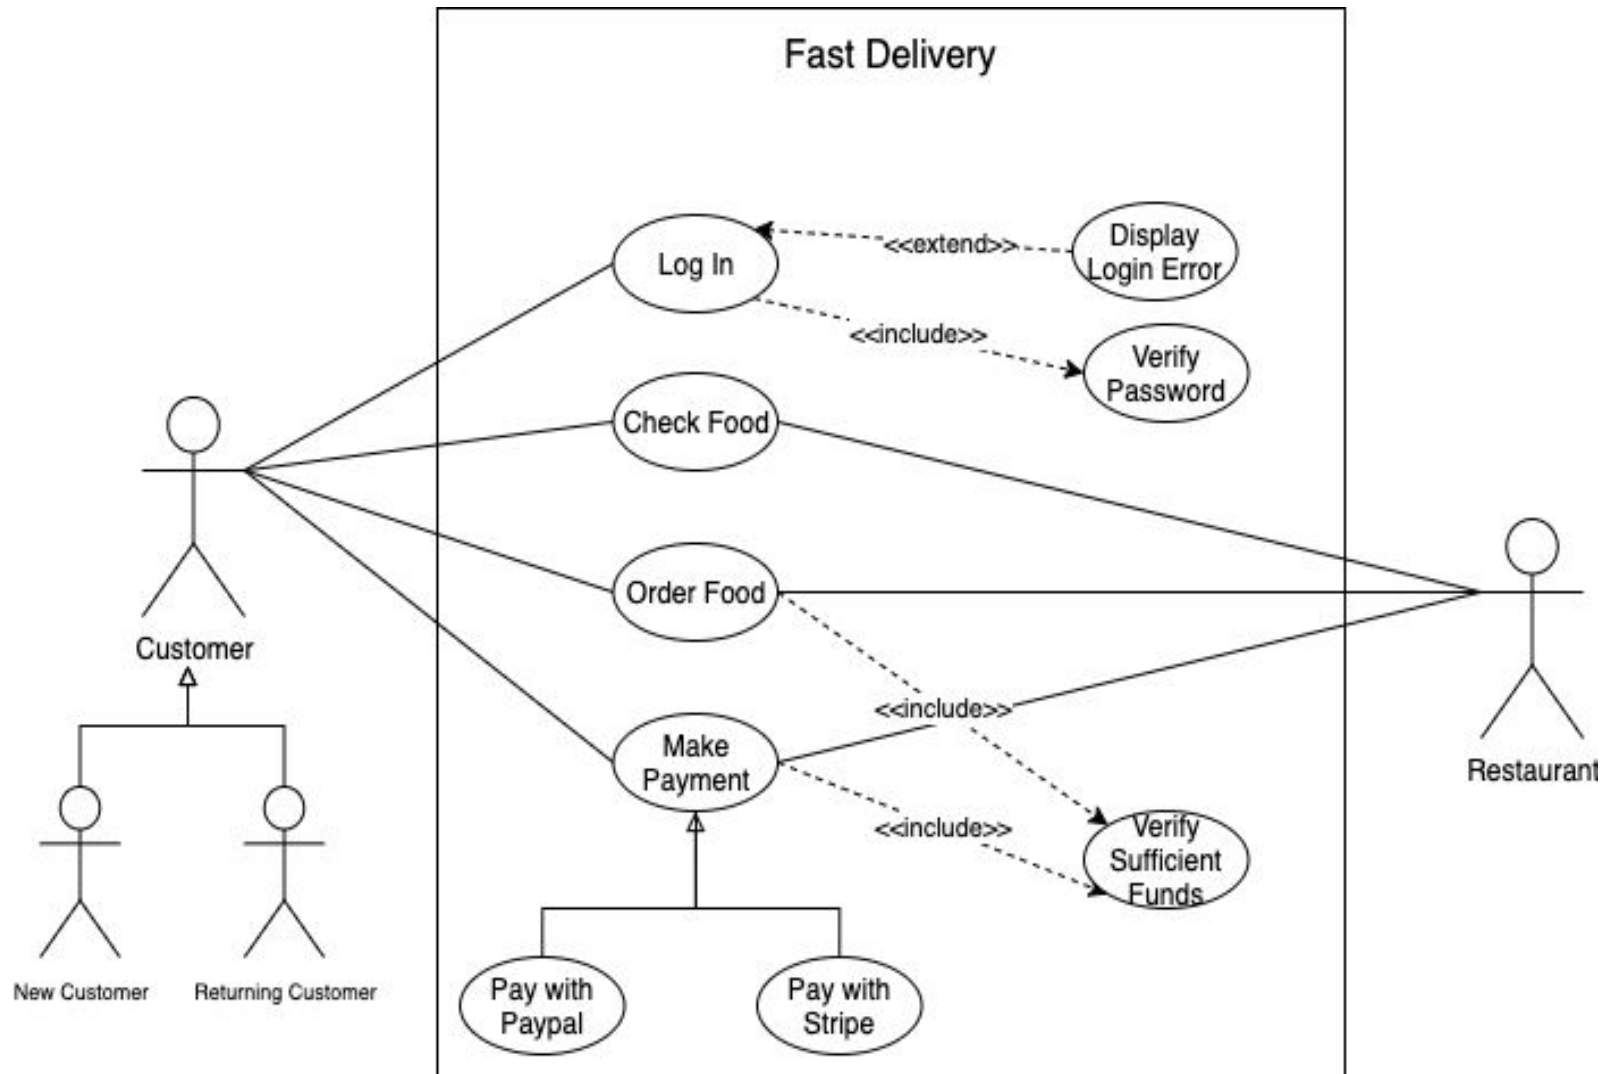 Fast Delivery
Log In
<<extend>>
Display
Login Error
<<include>>
Verify
Password
Check Food
Order Food
Customer
<<include>>
Make
Payment
Restaurant
<<include>>
Verify
Sufficient
Funds
New Customer
Returning Customer
Pay with
Paypal
Pay with
Stripe